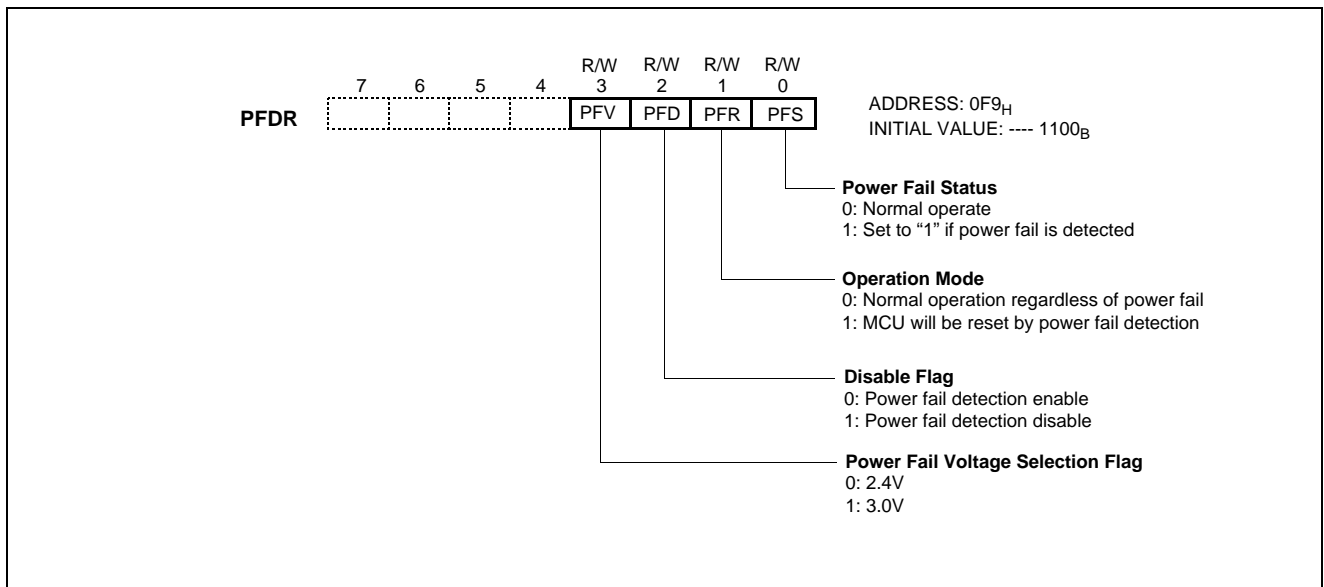 R/W R/W R/W R/W
7 6 5 4 3 2 1 0
PFDR PFV PFD PFR PFS
ADDRESS: 0F9H
INITIAL VALUE: ---- 1100B
Power Fail Status
0: Normal operate
1: Set to “1” if power fail is detected
Operation Mode
0: Normal operation regardless of power fail
1: MCU will be reset by power fail detection
Disable Flag
0: Power fail detection enable
1: Power fail detection disable
Power Fail Voltage Selection Flag
0: 2.4V
1: 3.0V